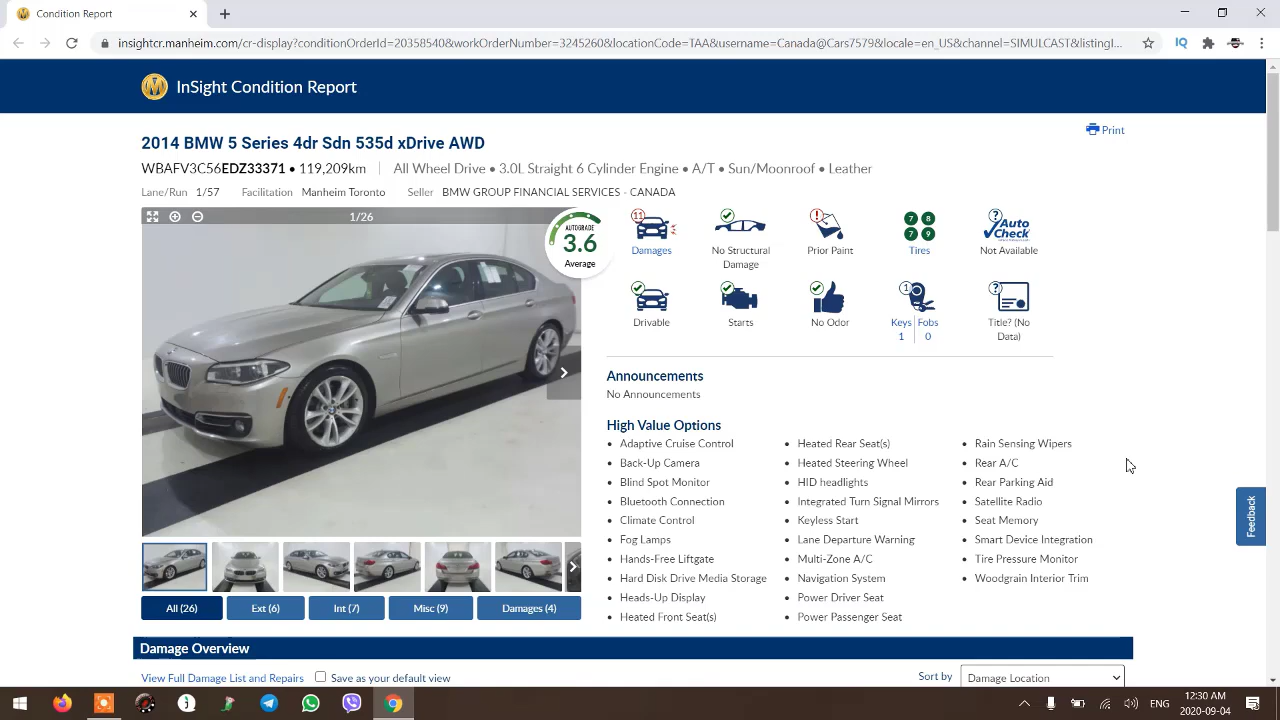 Condition Report
insightcr.manheim.com/cr-display?conditionOrderId=20358540&workOrderNumber=3245260&locationCode=TAA&username=Canada@Cars7579&locale=en_US&channel=SIMULCAST&listingI...
IQ
InSight Condition Report
Print
2014 BMW 5 Series 4dr Sdn 535d xDrive AWD
WBAFV3C56EDZ33371 • 119,209km | All Wheel Drive • 3.0L Straight 6 Cylinder Engine • A/T • Sun/Moonroof • Leather
Lane/Run 1/57 Facilitation Manheim Toronto Seller BMW GROUP FINANCIAL SERVICES - CANADA
1/26
AUTOGRADE
3.6
Average
11
Damages
No Structural
Damage
Prior Paint
7 8
7 9
Tires
Auto
Check
Not Available
Drivable
Starts
No Odor
1
Keys Fobs
1 0
Title? (No
Data)
Announcements
No Announcements
High Value Options
• Adaptive Cruise Control
• Back-Up Camera
• Blind Spot Monitor
• Bluetooth Connection
• Climate Control
• Fog Lamps
• Hands-Free Liftgate
• Hard Disk Drive Media Storage
• Heads-Up Display
• Heated Front Seat(s)
• Heated Rear Seat(s)
• Heated Steering Wheel
• HID headlights
• Integrated Turn Signal Mirrors
• Keyless Start
• Lane Departure Warning
• Multi-Zone A/C
• Navigation System
• Power Driver Seat
• Power Passenger Seat
• Rain Sensing Wipers
• Rear A/C
• Rear Parking Aid
• Satellite Radio
• Seat Memory
• Smart Device Integration
• Tire Pressure Monitor
• Woodgrain Interior Trim
Feedback
All (26) Ext (6) Int (7) Misc (9) Damages (4)
Damage Overview
View Full Damage List and Repairs Save as your default view Sort by Damage Location
ENG
12:30 AM
2020-09-04